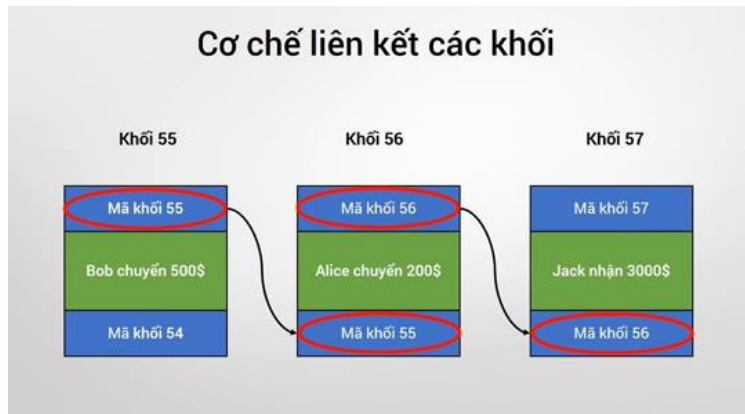 Cơ chế liên kết các khối
Khối 55
Khối 56
Khối 57
Mã khối 55
Mã khối 56
Mã khối 57
Bob chuyển 500$
Alice chuyển 200$
Jack nhận 3000$
Mã khối 54
Mã khối 55
Mã khối 56